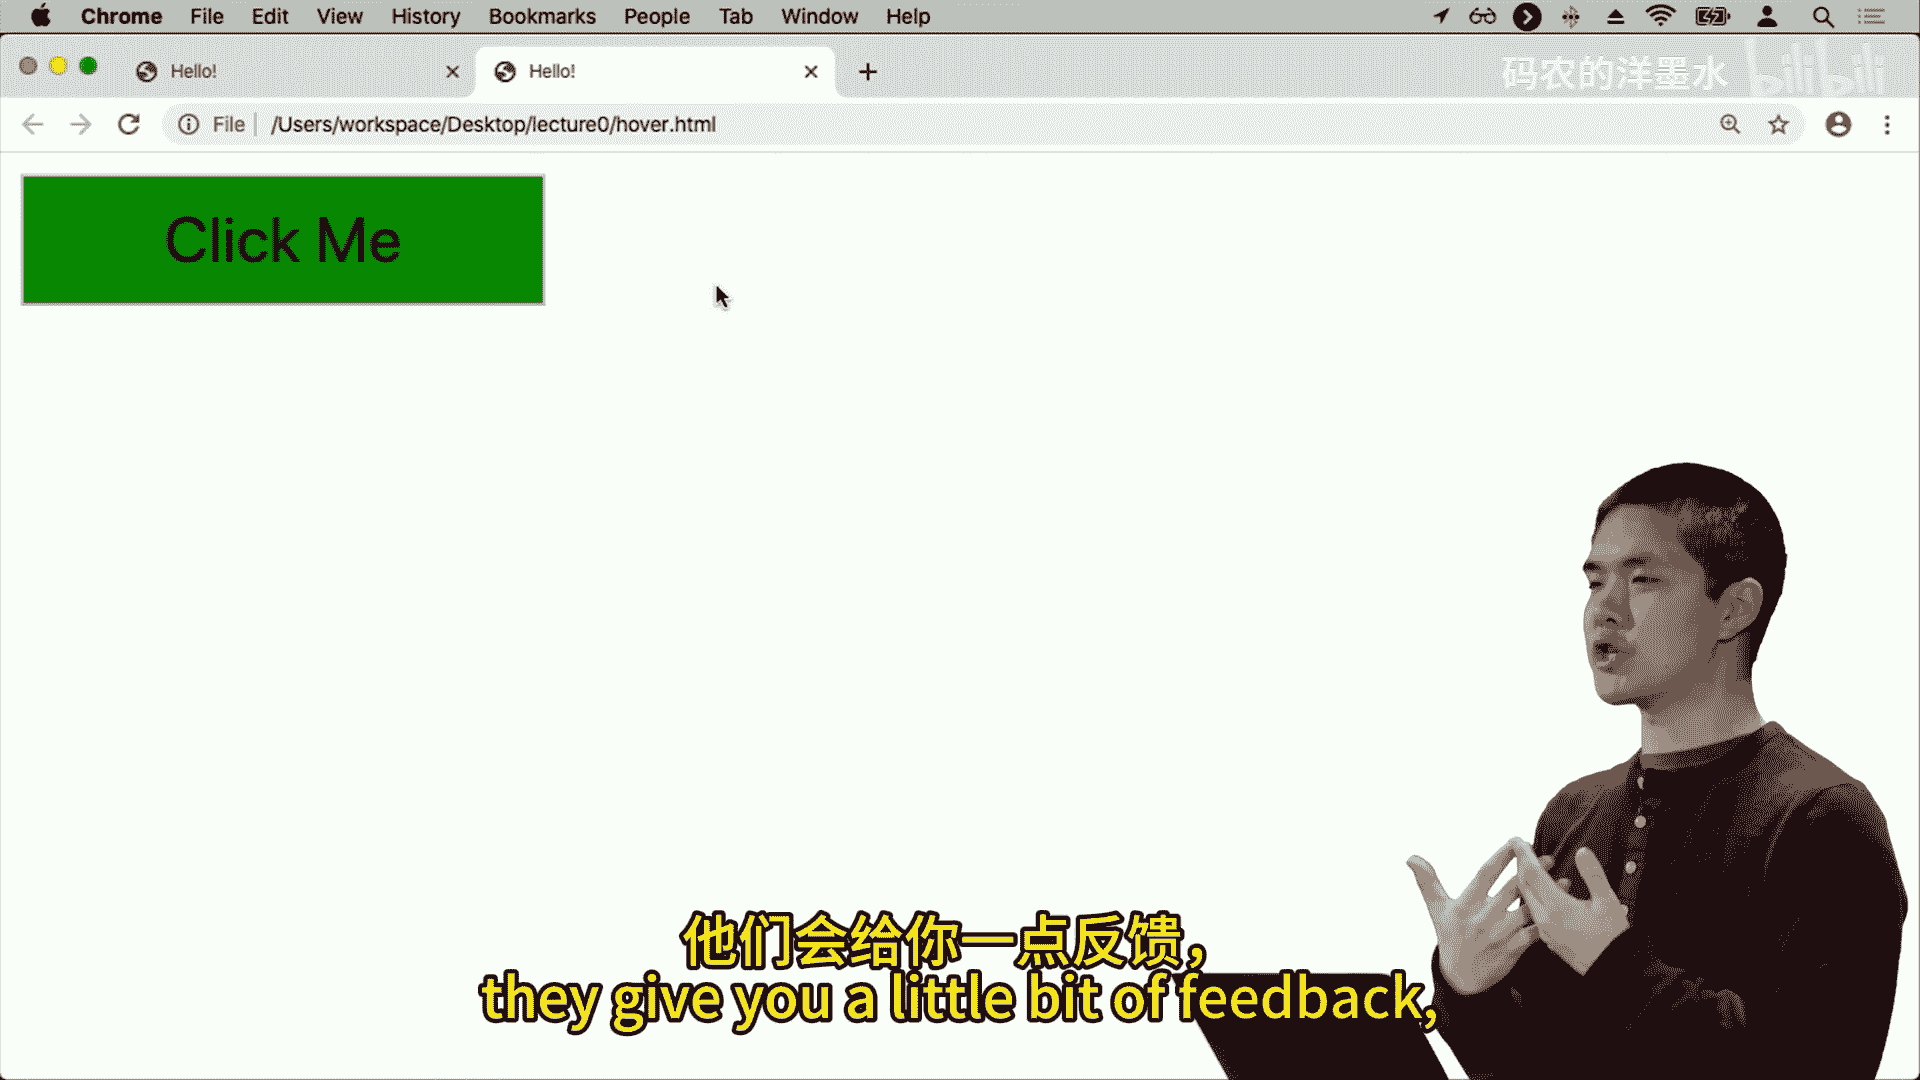 Chrome File Edit View History Bookmarks People Tab Window Help
Hello! Hello!
码农的洋墨水 bilibili
File /Users/workspace/Desktop/lecture0/hover.html
Click Me
他们会给你一点反馈，
they give you a little bit of feedback,